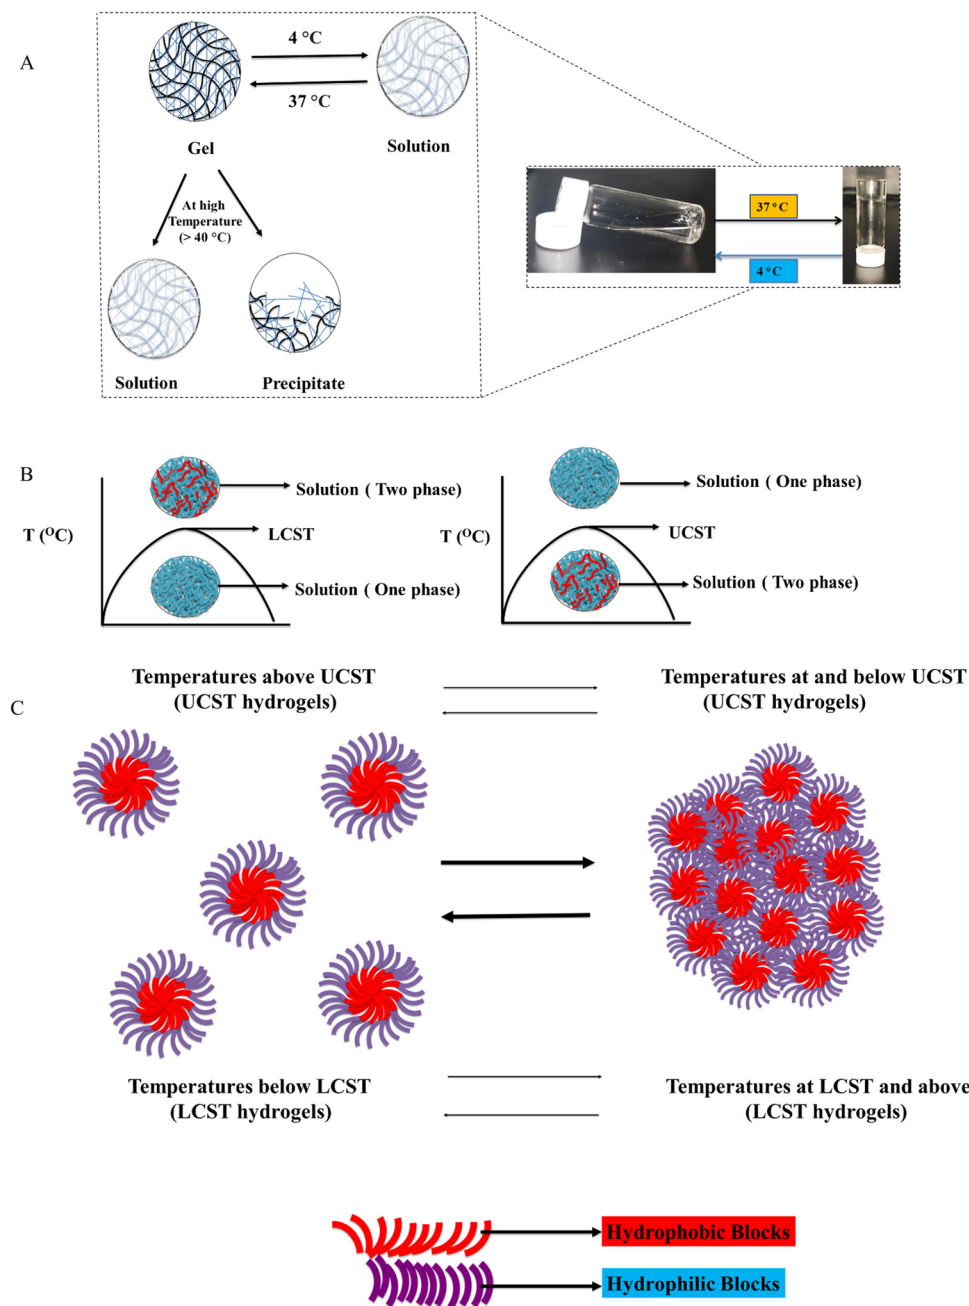 A
4 °C
37 °C
Gel
Solution
At high
Temperature
(> 40 °C)
Solution
Precipitate
37 ° C
4 ° C
B
T (°C)
Solution ( Two phase)
LCST
Solution ( One phase)
T (°C)
Solution ( One phase)
UCST
Solution ( Two phase)
C
Temperatures above UCST
(UCST hydrogels)
Temperatures at and below UCST
(UCST hydrogels)
Temperatures below LCST
(LCST hydrogels)
Temperatures at LCST and above
(LCST hydrogels)
Hydrophobic Blocks
Hydrophilic Blocks